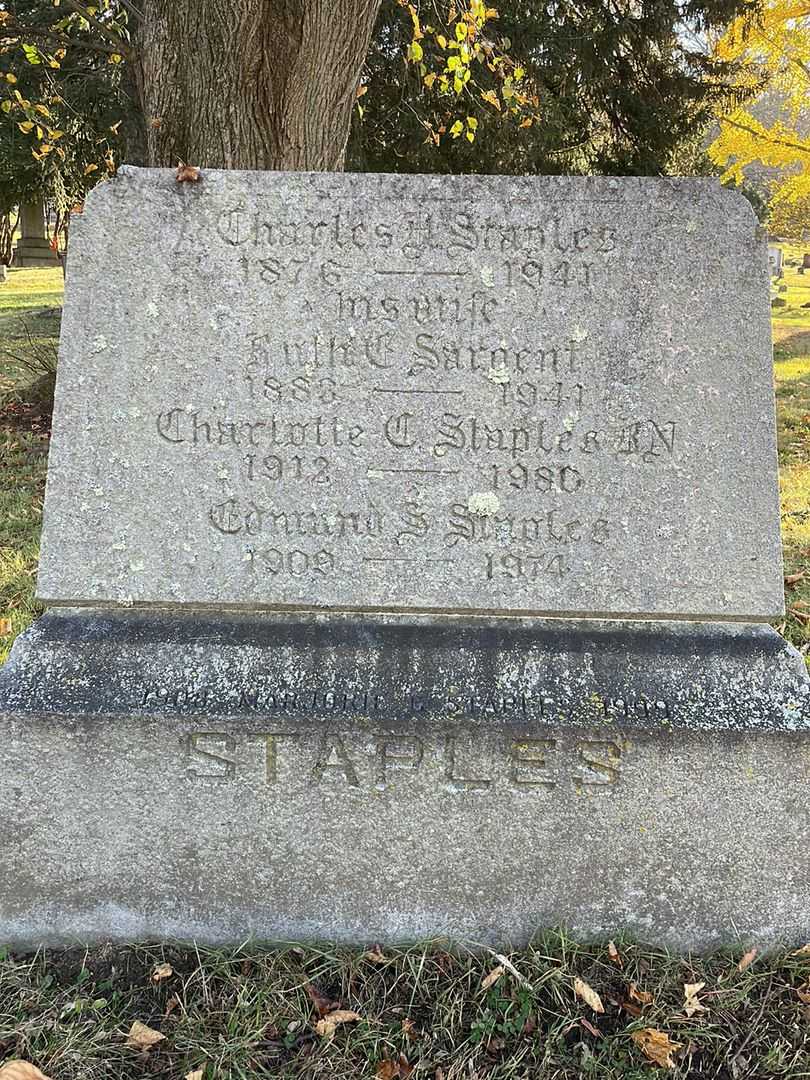 Charles H Staples
1876 — 1941
his wife
Ruth E Sargent
1883 — 1941
Charlotte C Staples RN
1912 — 1980
Edmund S Staples
1909 — 1974
1908 MARJORIE STAPLES 1999
STAPLES